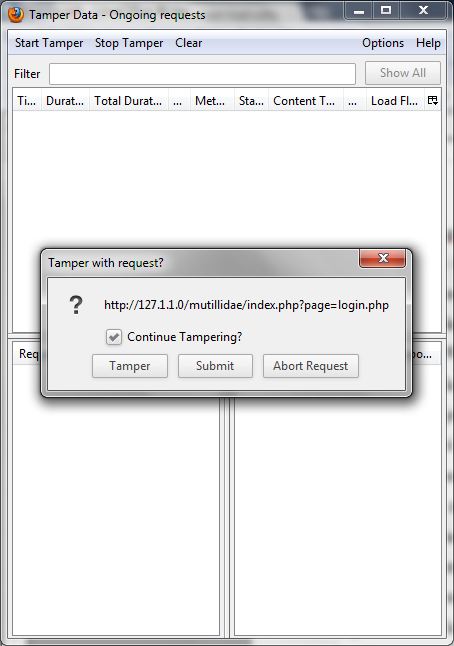 Tamper Data - Ongoing requests
Start Tamper Stop Tamper Clear Options Help
Filter Show All
Ti... Durat... Total Durat... ... Met... Sta... Content T... ... Load Fl...
Tamper with request?
http://127.1.1.0/mutillidae/index.php?page=login.php
Continue Tampering?
Tamper Submit Abort Request
Req po...